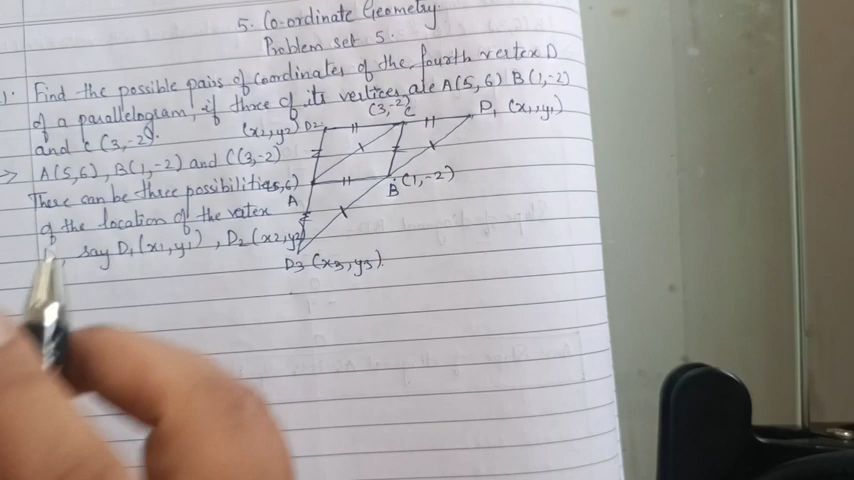 5. Co-ordinate Geometry
Problem set 5.
Find the possible pairs of coordinates of the fourth vertex D
of a parallelogram, if three of its vertices are A(5, 6) B(1, -2)
and C(3, -2).
-> A(5, 6), B(1, -2) and C(3, -2)
There can be three possibilities
of the location of the vertex
say D1(x1, y1), D2(x2, y2)
(3, -2) C
D1 (x1, y1)
(x2, y2) D2
(5, 6)
A
B (1, -2)
D3 (x3, y3).